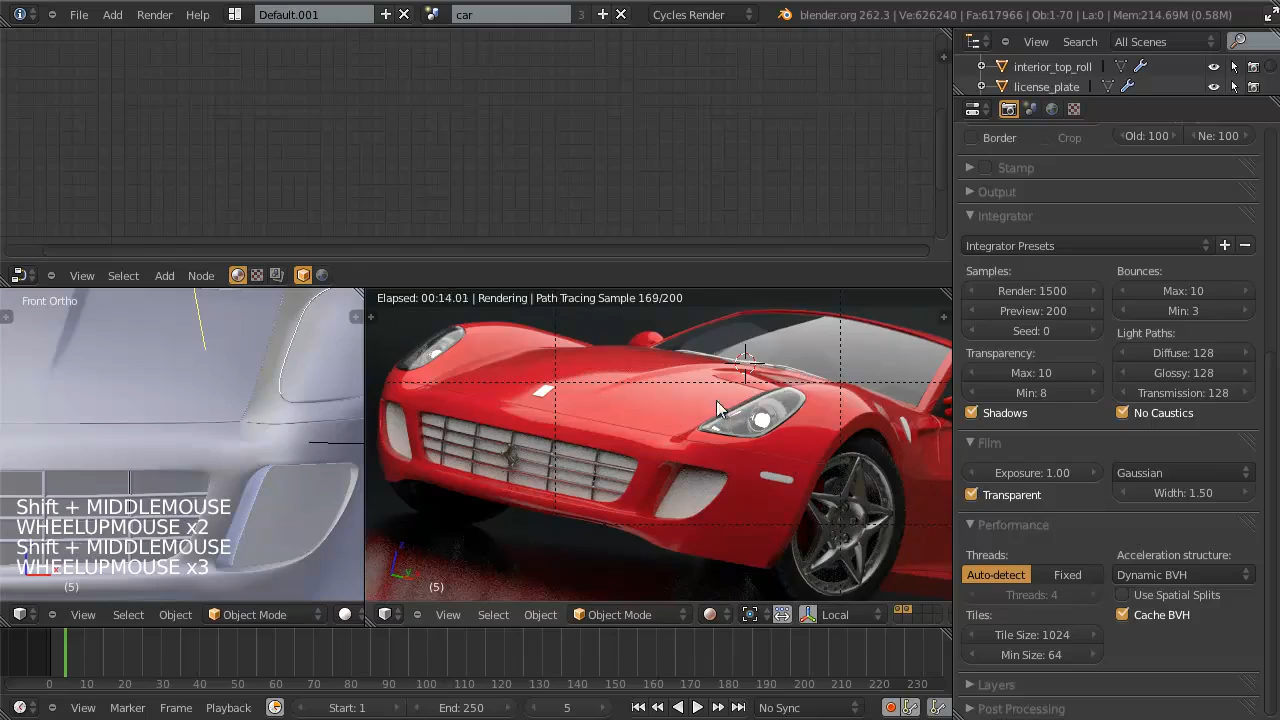 File Add Render Help Default.001 car 3 Cycles Render blender.org 262.3 | Ve:626240 | Fa:617966 | Ob:1-70 | La:0 | Mem:214.69M (0.58M)
View Search All Scenes
interior_top_roll
license_plate
Border Crop Old: 100 Ne: 100
Stamp
Output
Integrator
Integrator Presets
Samples: Bounces:
Render: 1500 Max: 10
Preview: 200 Min: 3
Seed: 0 Light Paths:
Transparency: Diffuse: 128
Max: 10 Glossy: 128
Min: 8 Transmission: 128
Shadows No Caustics
Film
Exposure: 1.00 Gaussian
Transparent Width: 1.50
Performance
Threads: Acceleration structure:
Auto-detect Fixed Dynamic BVH
Threads: 4 Use Spatial Splits
Tiles: Cache BVH
Tile Size: 1024
Min Size: 64
Layers
Post Processing
View Select Add Node
Front Ortho
Shift + MIDDLEMOUSE
WHEELUPMOUSE x2
Shift + MIDDLEMOUSE
WHEELUPMOUSE x3
x
(5)
View Select Object Object Mode
Elapsed: 00:14.01 | Rendering | Path Tracing Sample 169/200
z
y
(5)
View Select Object Object Mode Local
0 10 20 30 40 50 60 70 80 90 100 110 120 130 140 150 160 170 180 190 200 210 220 230
View Marker Frame Playback Start: 1 End: 250 5 No Sync